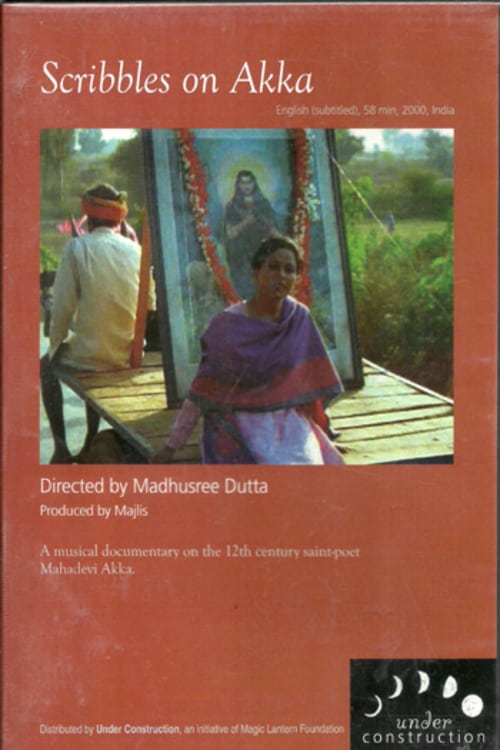 Scribbles on Akka
English (subtitled), 58 min, 2000, India
Directed by Madhusree Dutta
Produced by Majlis
A musical documentary on the 12th century saint-poet
Mahadevi Akka.
Distributed by Under Construction, an initiative of Magic Lantern Foundation
under
construction